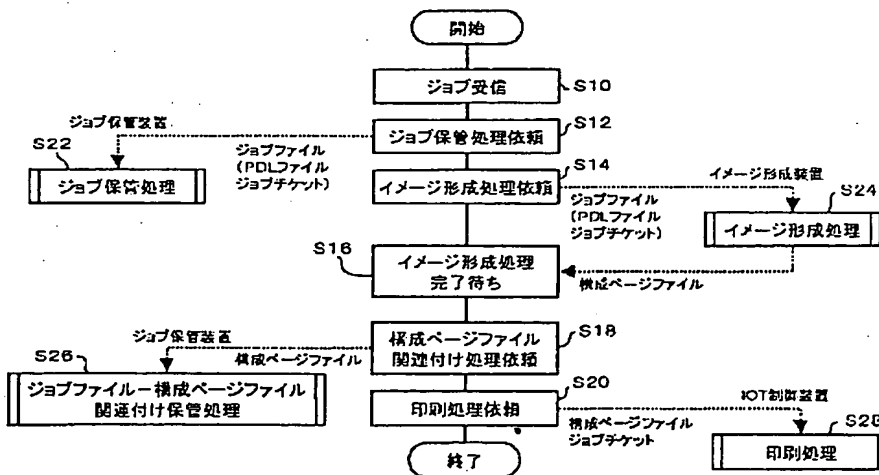 開始
ジョブ受信
S10
ジョブ保管処理依頼
S12
ジョブ保管装置
ジョブファイル
(PDLファイル
ジョブチケット)
S22
ジョブ保管処理
イメージ形成処理依頼
S14
イメージ形成装置
ジョブファイル
(PDLファイル
ジョブチケット)
S24
イメージ形成処理
S16
イメージ形成処理
完了待ち
構成ページファイル
構成ページファイル
関連付け処理依頼
S18
ジョブ保管装置
構成ページファイル
S26
ジョブファイルー構成ページファイル
関連付け保管処理
印刷処理依頼
S20
IOT制御装置
構成ページファイル
ジョブチケット
S28
印刷処理
終了